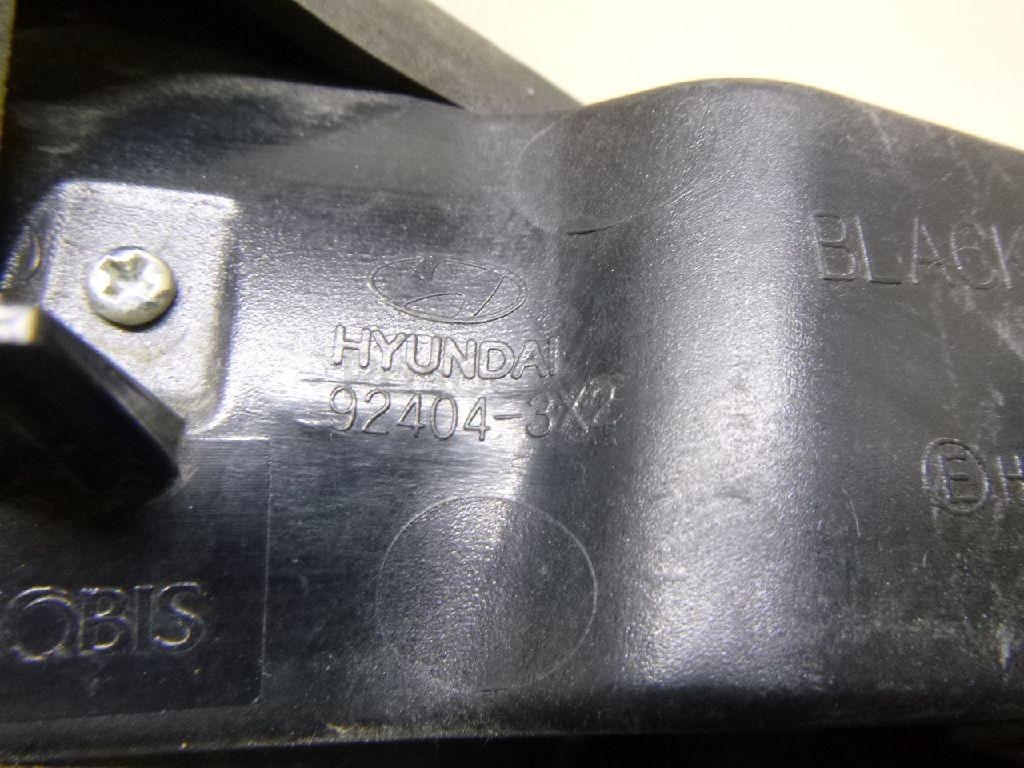 BLACK
HYUNDAI
92404-3X2
E H
OBIS